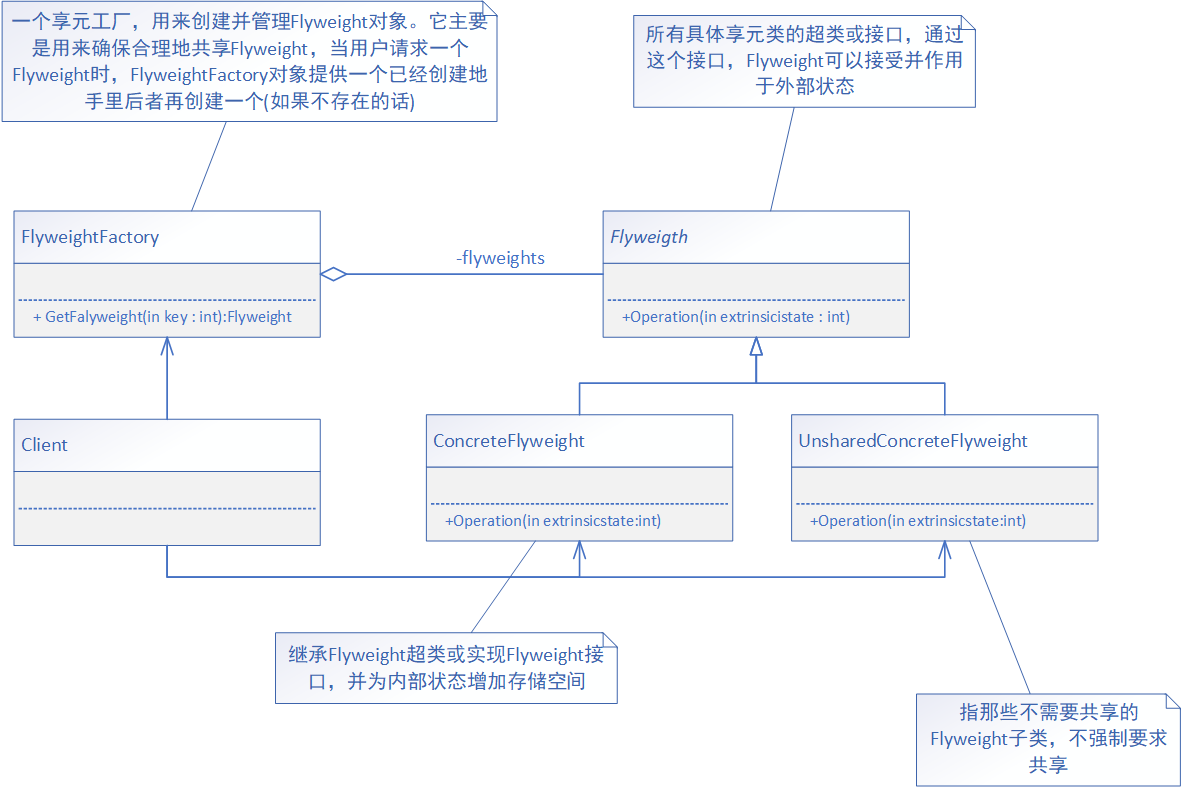 一个享元工厂，用来创建并管理Flyweight对象。它主要
是用来确保合理地共享Flyweight，当用户请求一个
Flyweight时，FlyweightFactory对象提供一个已经创建地
手里后者再创建一个(如果不存在的话)
所有具体享元类的超类或接口，通过
这个接口，Flyweight可以接受并作用
于外部状态
FlyweightFactory
+ GetFalyweight(in key : int):Flyweight
-flyweights
Flyweigth
+Operation(in extrinsicistate : int)
Client
ConcreteFlyweight
+Operation(in extrinsicstate:int)
UnsharedConcreteFlyweight
+Operation(in extrinsicstate:int)
继承Flyweight超类或实现Flyweight接
口，并为内部状态增加存储空间
指那些不需要共享的
Flyweight子类，不强制要求
共享